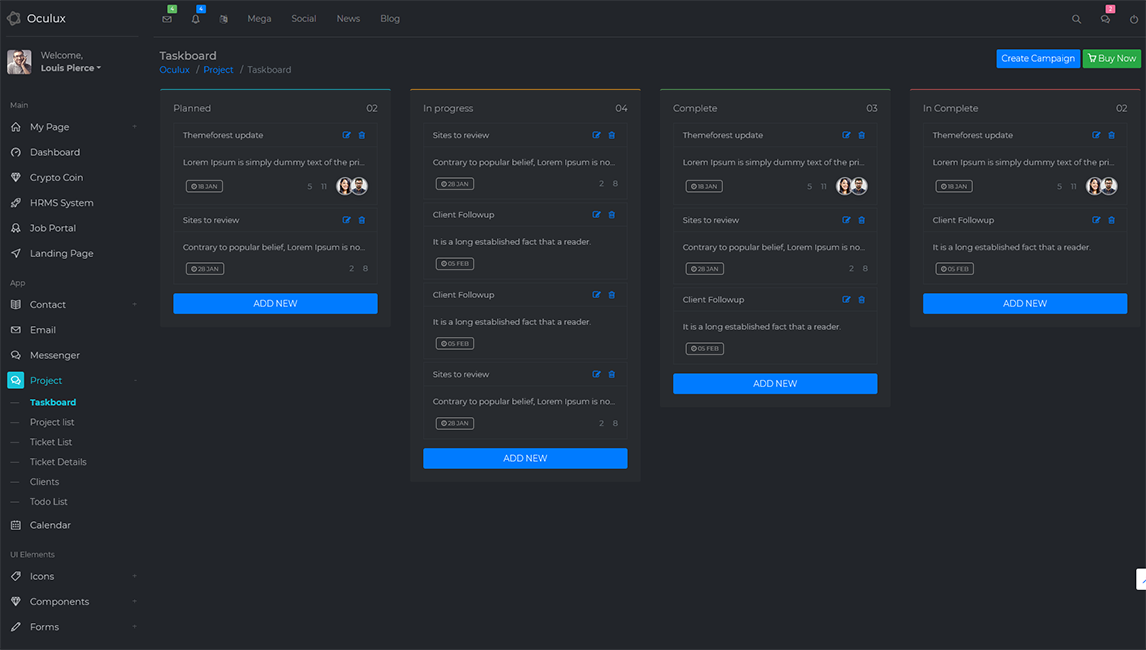 Oculux
4
4
Mega
Social
News
Blog
2
Welcome,
Louis Pierce
Main
My Page
Dashboard
Crypto Coin
HRMS System
Job Portal
Landing Page
App
Contact
Email
Messenger
Project
Taskboard
Project list
Ticket List
Ticket Details
Clients
Todo List
Calendar
UI Elements
Icons
Components
Forms
Taskboard
Oculux / Project / Taskboard
Create Campaign
Buy Now
Planned 02
Themeforest update
Lorem Ipsum is simply dummy text of the pri...
18 JAN 5 11
Sites to review
Contrary to popular belief, Lorem Ipsum is no...
28 JAN 2 8
ADD NEW
In progress 04
Sites to review
Contrary to popular belief, Lorem Ipsum is no...
28 JAN 2 8
Client Followup
It is a long established fact that a reader.
05 FEB
Client Followup
It is a long established fact that a reader.
05 FEB
Sites to review
Contrary to popular belief, Lorem Ipsum is no...
28 JAN 2 8
ADD NEW
Complete 03
Themeforest update
Lorem Ipsum is simply dummy text of the pri...
18 JAN 5 11
Sites to review
Contrary to popular belief, Lorem Ipsum is no...
28 JAN 2 8
Client Followup
It is a long established fact that a reader.
05 FEB
ADD NEW
In Complete 02
Themeforest update
Lorem Ipsum is simply dummy text of the pri...
18 JAN 5 11
Client Followup
It is a long established fact that a reader.
05 FEB
ADD NEW